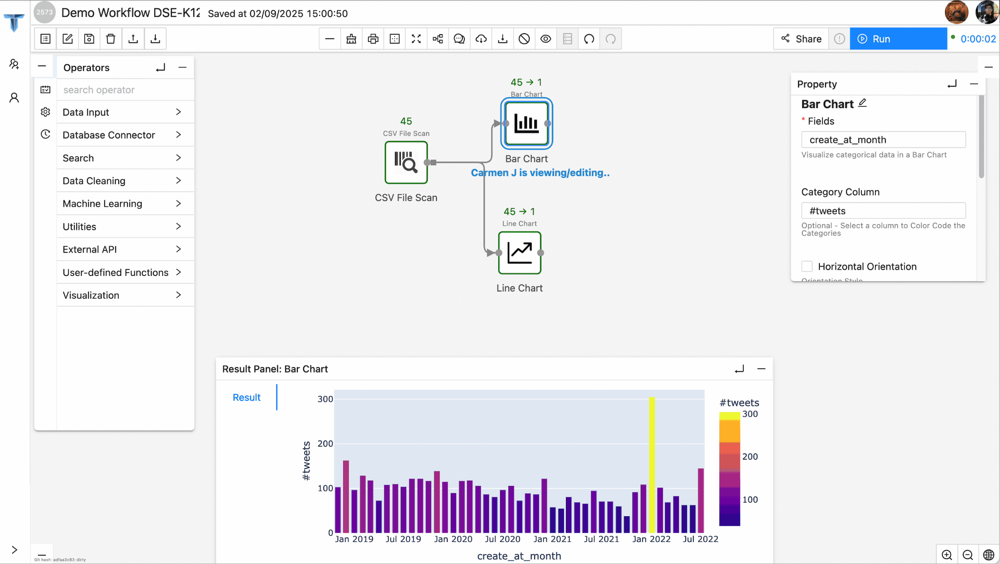 2573
Demo Workflow DSE-K12
Saved at 02/09/2025 15:00:50
Share
Run
0:00:02
Operators
search operator
Data Input
Database Connector
Search
Data Cleaning
Machine Learning
Utilities
External API
User-defined Functions
Visualization
45
CSV File Scan
CSV File Scan
45 → 1
Bar Chart
Bar Chart
Carmen J is viewing/editing..
45 → 1
Line Chart
Line Chart
Property
Bar Chart
* Fields
create_at_month
Visualize categorical data in a Bar Chart
Category Column
#tweets
Optional - Select a column to Color Code the
Categories
Horizontal Orientation
Orientation Style
Result Panel: Bar Chart
Result
300
200
100
0
#tweets
Jan 2019
Jul 2019
Jan 2020
Jul 2020
Jan 2021
Jul 2021
Jan 2022
Jul 2022
create_at_month
#tweets
300
200
100
Git hash: adfaa3c83-dirty